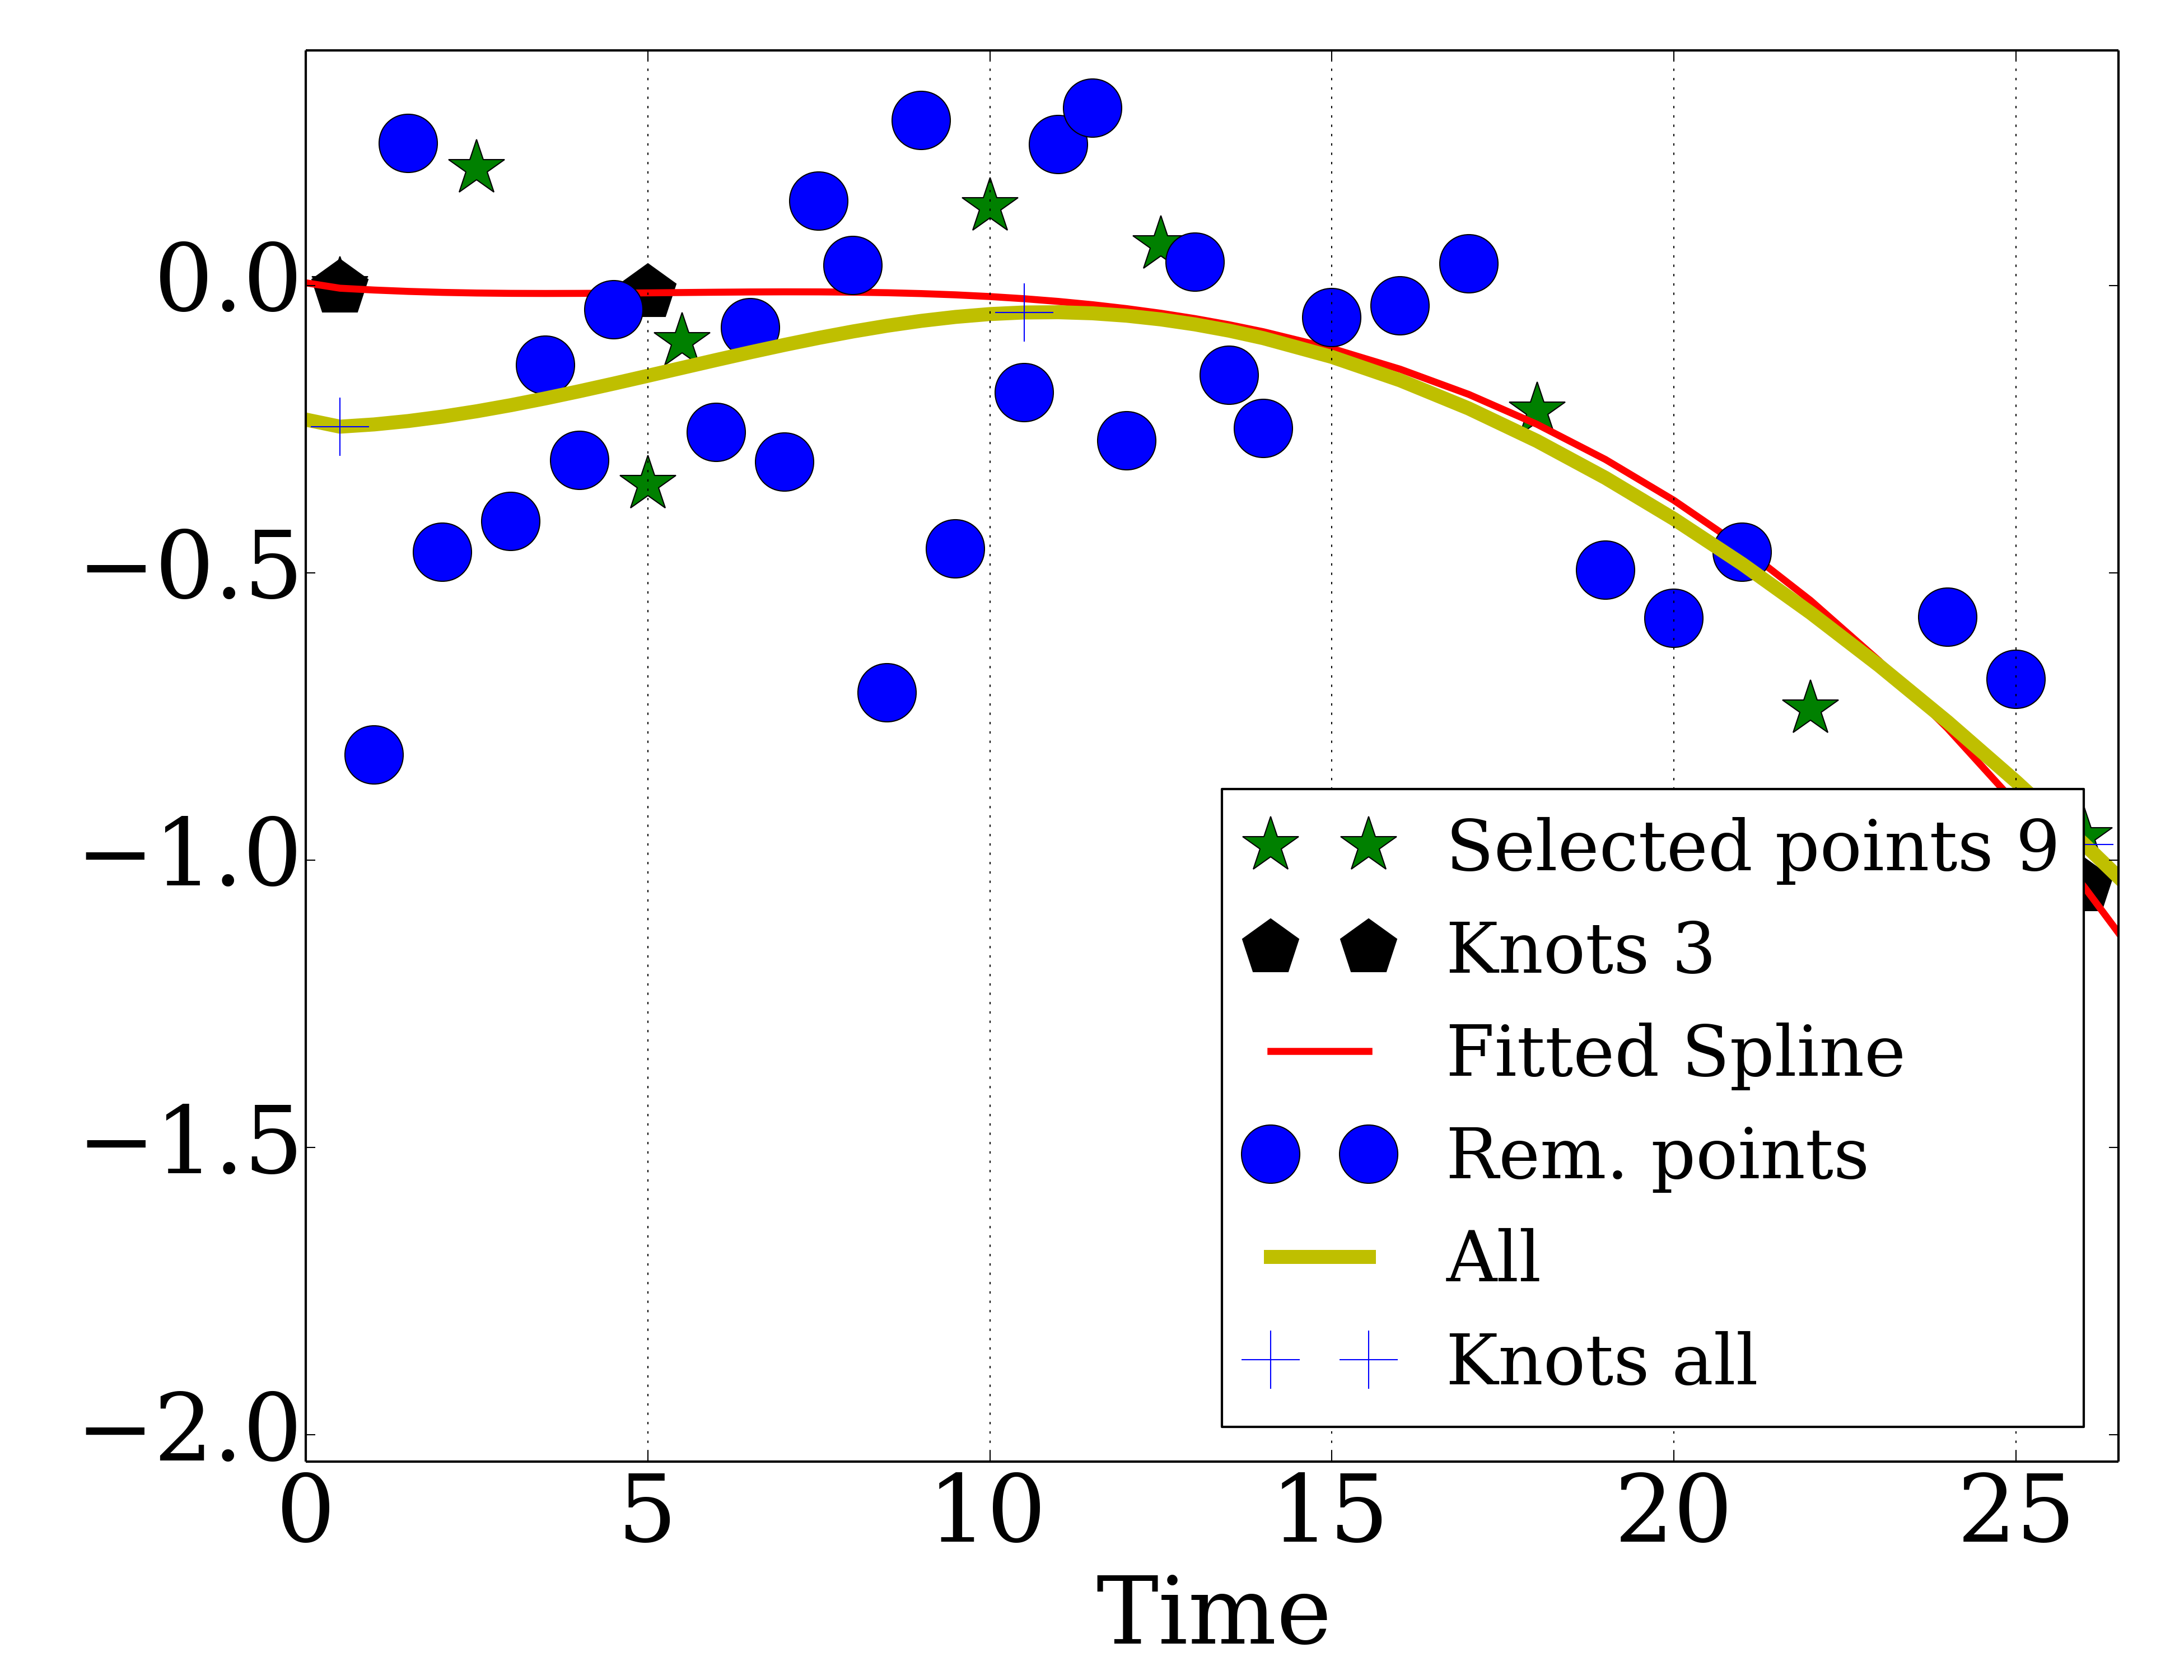 0.0
−0.5
−1.0
−1.5
−2.0
Selected points 9
Knots 3
Fitted Spline
Rem. points
All
Knots all
0 5 10 15 20 25
Time